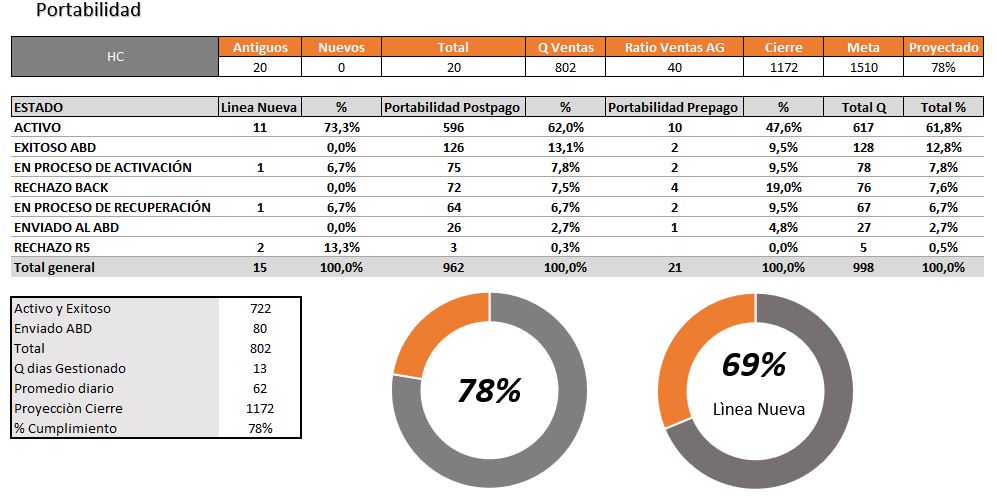 Portabilidad
HC Antiguos Nuevos Total Q Ventas Ratio Ventas AG Cierre Meta Proyectado
20 0 20 802 40 1172 1510 78%
ESTADO Linea Nueva % Portabilidad Postpago % Portabilidad Prepago % Total Q Total %
ACTIVO 11 73,3% 596 62,0% 10 47,6% 617 61,8%
EXITOSO ABD 0,0% 126 13,1% 2 9,5% 128 12,8%
EN PROCESO DE ACTIVACIÓN 1 6,7% 75 7,8% 2 9,5% 78 7,8%
RECHAZO BACK 0,0% 72 7,5% 4 19,0% 76 7,6%
EN PROCESO DE RECUPERACIÓN 1 6,7% 64 6,7% 2 9,5% 67 6,7%
ENVIADO AL ABD 0,0% 26 2,7% 1 4,8% 27 2,7%
RECHAZO R5 2 13,3% 3 0,3% 0,0% 5 0,5%
Total general 15 100,0% 962 100,0% 21 100,0% 998 100,0%
Activo y Exitoso 722
Enviado ABD 80
Total 802
Q dias Gestionado 13
Promedio diario 62
Proyecciòn Cierre 1172
% Cumplimiento 78%
78%
69%
Lìnea Nueva